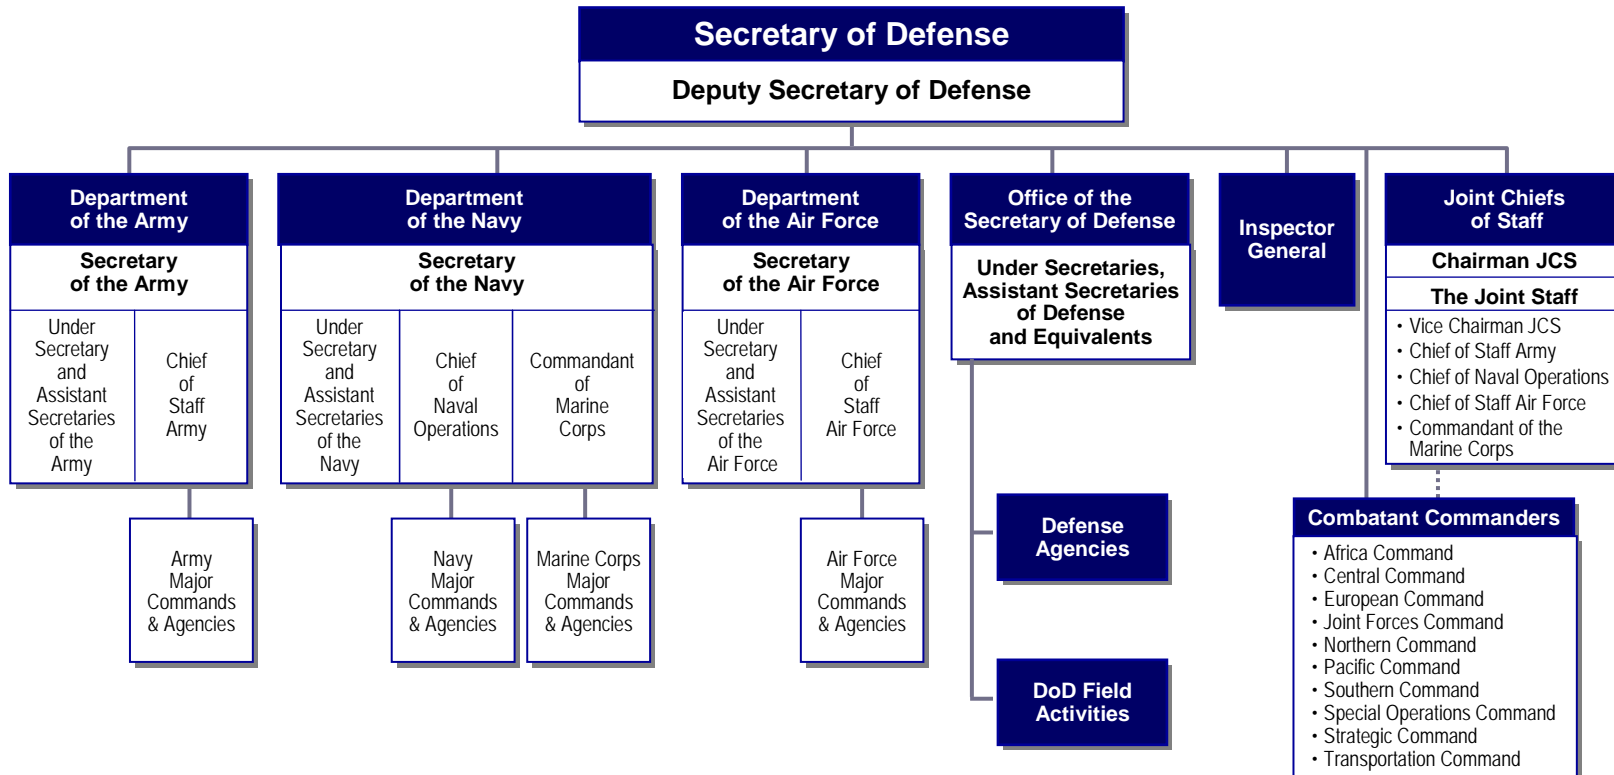 Secretary of Defense
Deputy Secretary of Defense
Department
of the Army
Secretary
of the Army
Under
Secretary
and
Assistant
Secretaries
of the
Army
Chief
of
Staff
Army
Army
Major
Commands
& Agencies
Department
of the Navy
Secretary
of the Navy
Under
Secretary
and
Assistant
Secretaries
of the
Navy
Chief
of
Naval
Operations
Commandant
of
Marine
Corps
Navy
Major
Commands
& Agencies
Marine Corps
Major
Commands
& Agencies
Department
of the Air Force
Secretary
of the Air Force
Under
Secretary
and
Assistant
Secretaries
of the
Air Force
Chief
of
Staff
Air Force
Air Force
Major
Commands
& Agencies
Office of the
Secretary of Defense
Under Secretaries,
Assistant Secretaries
of Defense
and Equivalents
Defense
Agencies
DoD Field
Activities
Inspector
General
Joint Chiefs
of Staff
Chairman JCS
The Joint Staff
• Vice Chairman JCS
• Chief of Staff Army
• Chief of Naval Operations
• Chief of Staff Air Force
• Commandant of the
Marine Corps
Combatant Commanders
• Africa Command
• Central Command
• European Command
• Joint Forces Command
• Northern Command
• Pacific Command
• Southern Command
• Special Operations Command
• Strategic Command
• Transportation Command